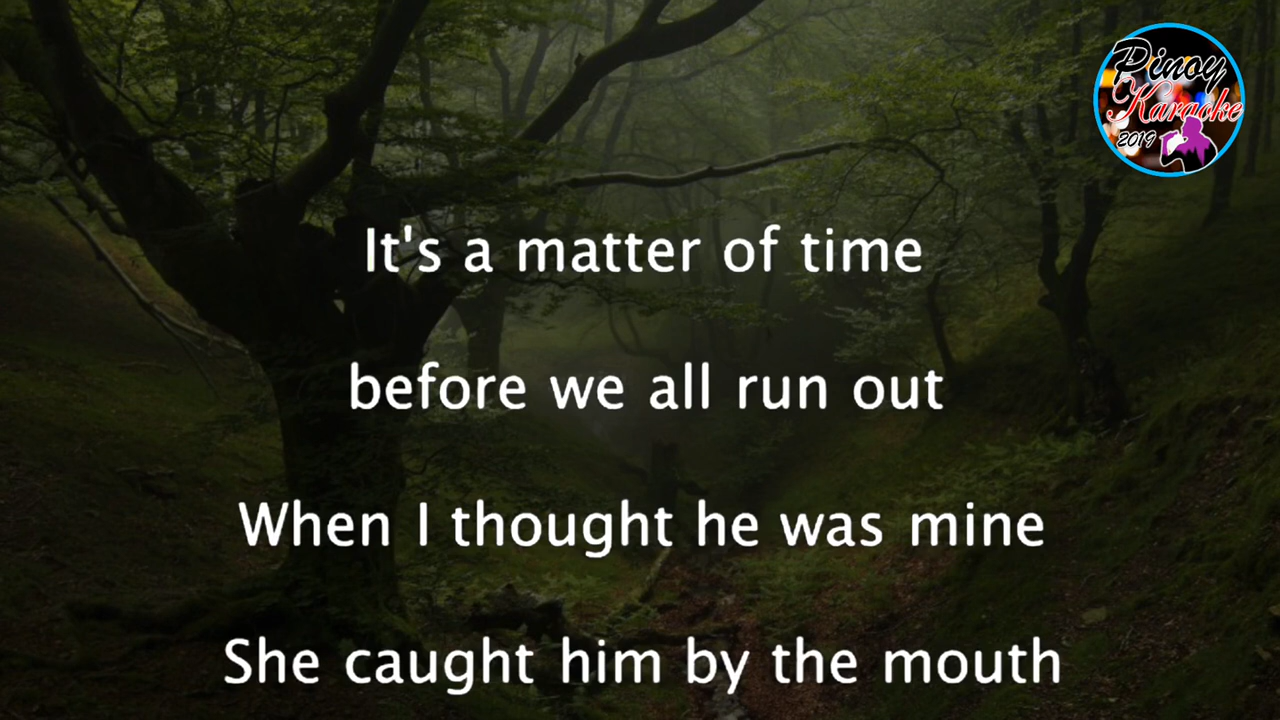 Pinoy
Karaoke
2019
It's a matter of time
before we all run out
When I thought he was mine
She caught him by the mouth